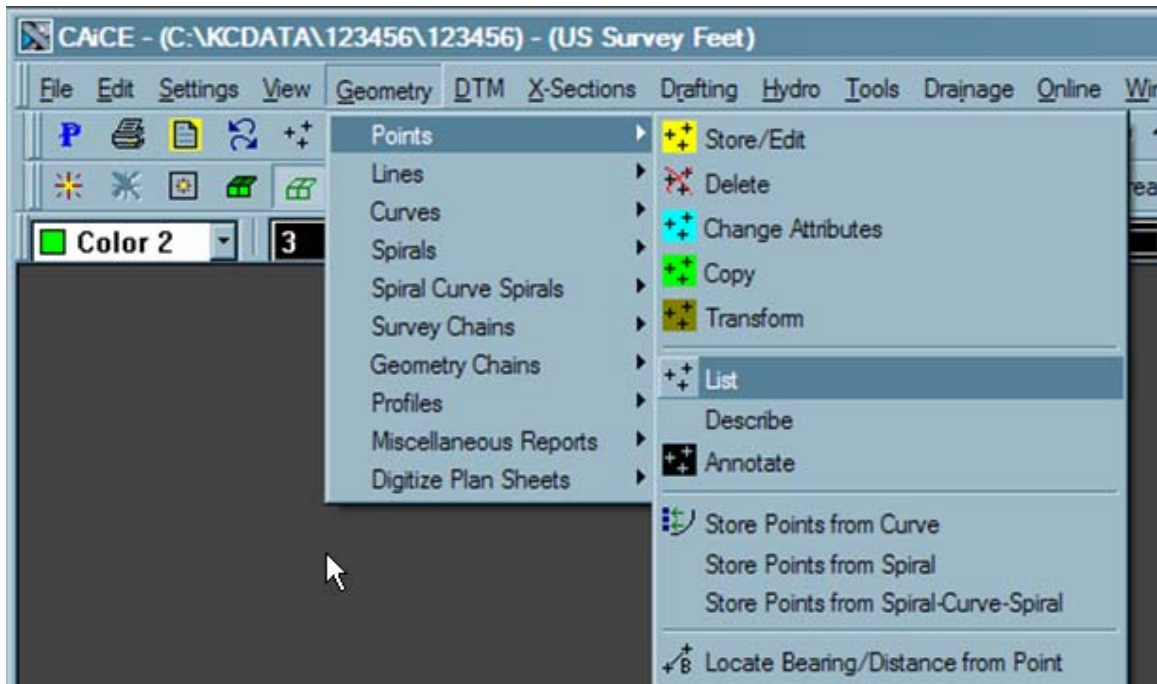 CAiCE - (C:\KCDATA\123456\123456) - (US Survey Feet)
File Edit Settings View Geometry DTM X-Sections Drafting Hydro Tools Drainage Online
P
Color 2
3
Points
Lines
Curves
Spirals
Spiral Curve Spirals
Survey Chains
Geometry Chains
Profiles
Miscellaneous Reports
Digitize Plan Sheets
Store/Edit
Delete
Change Attributes
Copy
Transform
List
Describe
Annotate
Store Points from Curve
Store Points from Spiral
Store Points from Spiral-Curve-Spiral
B Locate Bearing/Distance from Point